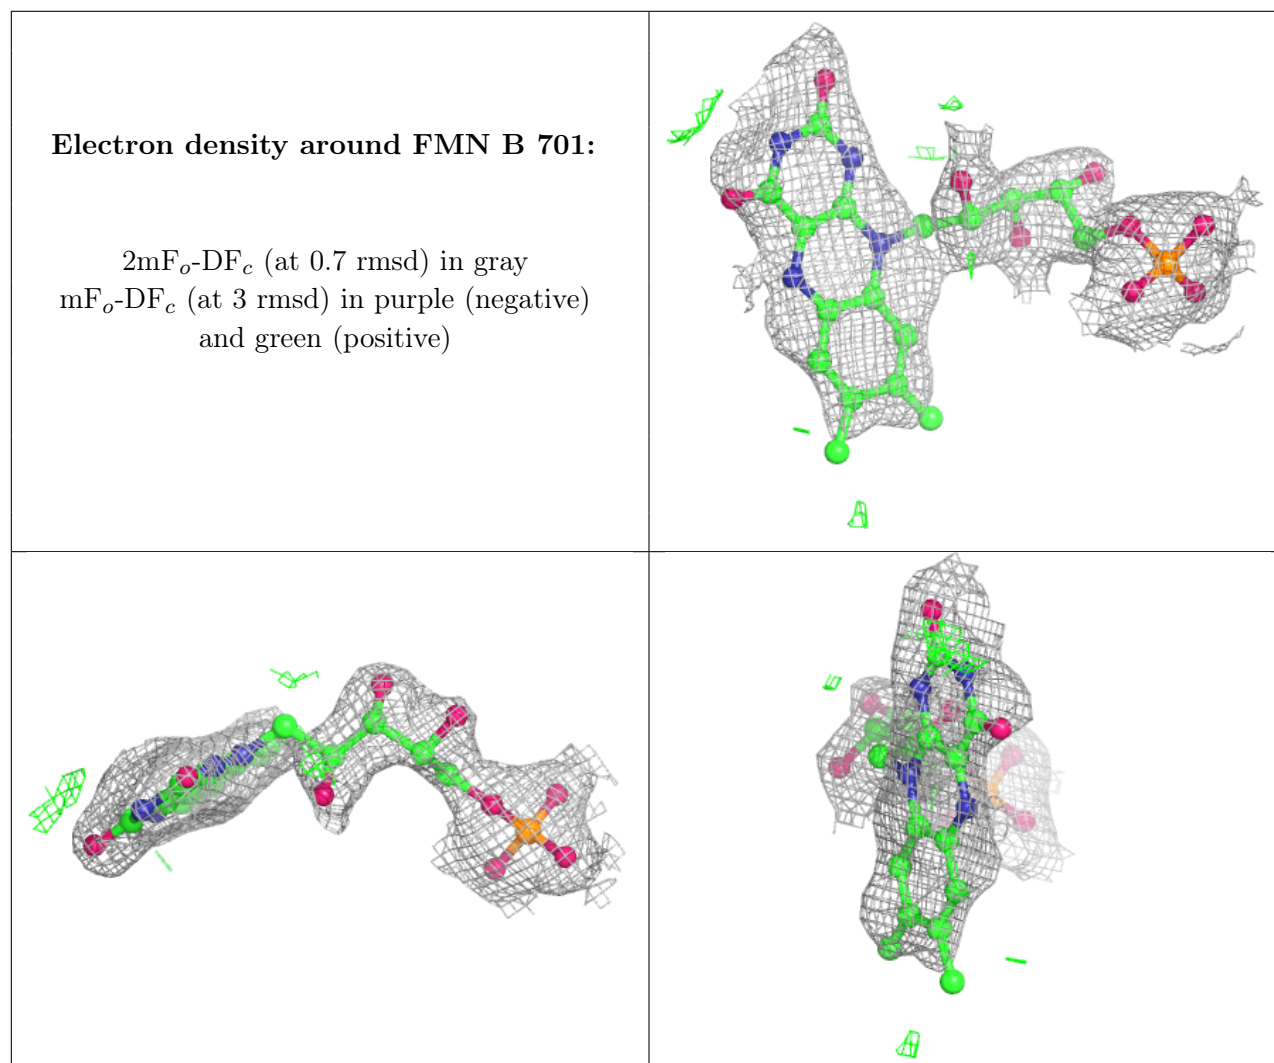 Electron density around FMN B 701:
2mFo-DFc (at 0.7 rmsd) in gray
mFo-DFc (at 3 rmsd) in purple (negative)
and green (positive)